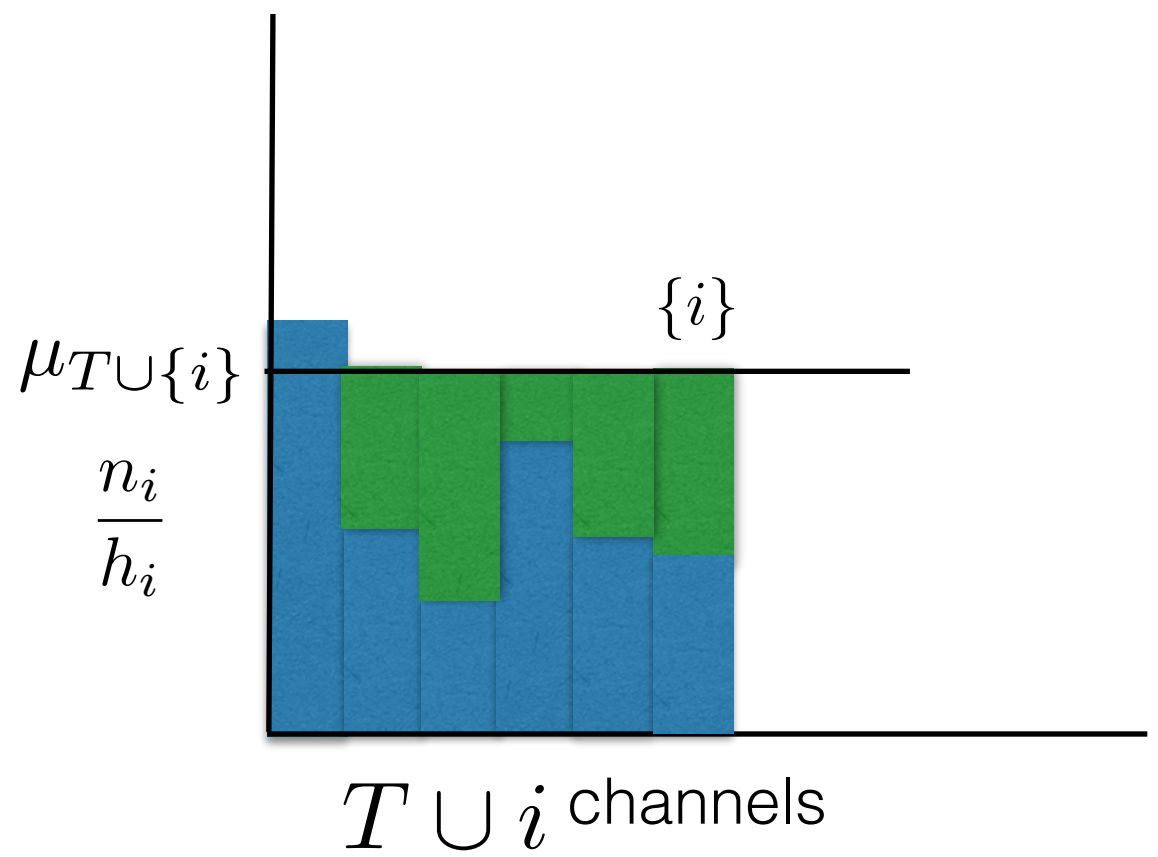 {i}
μ_{T∪{i}}
n_i
h_i
T ∪ i channels